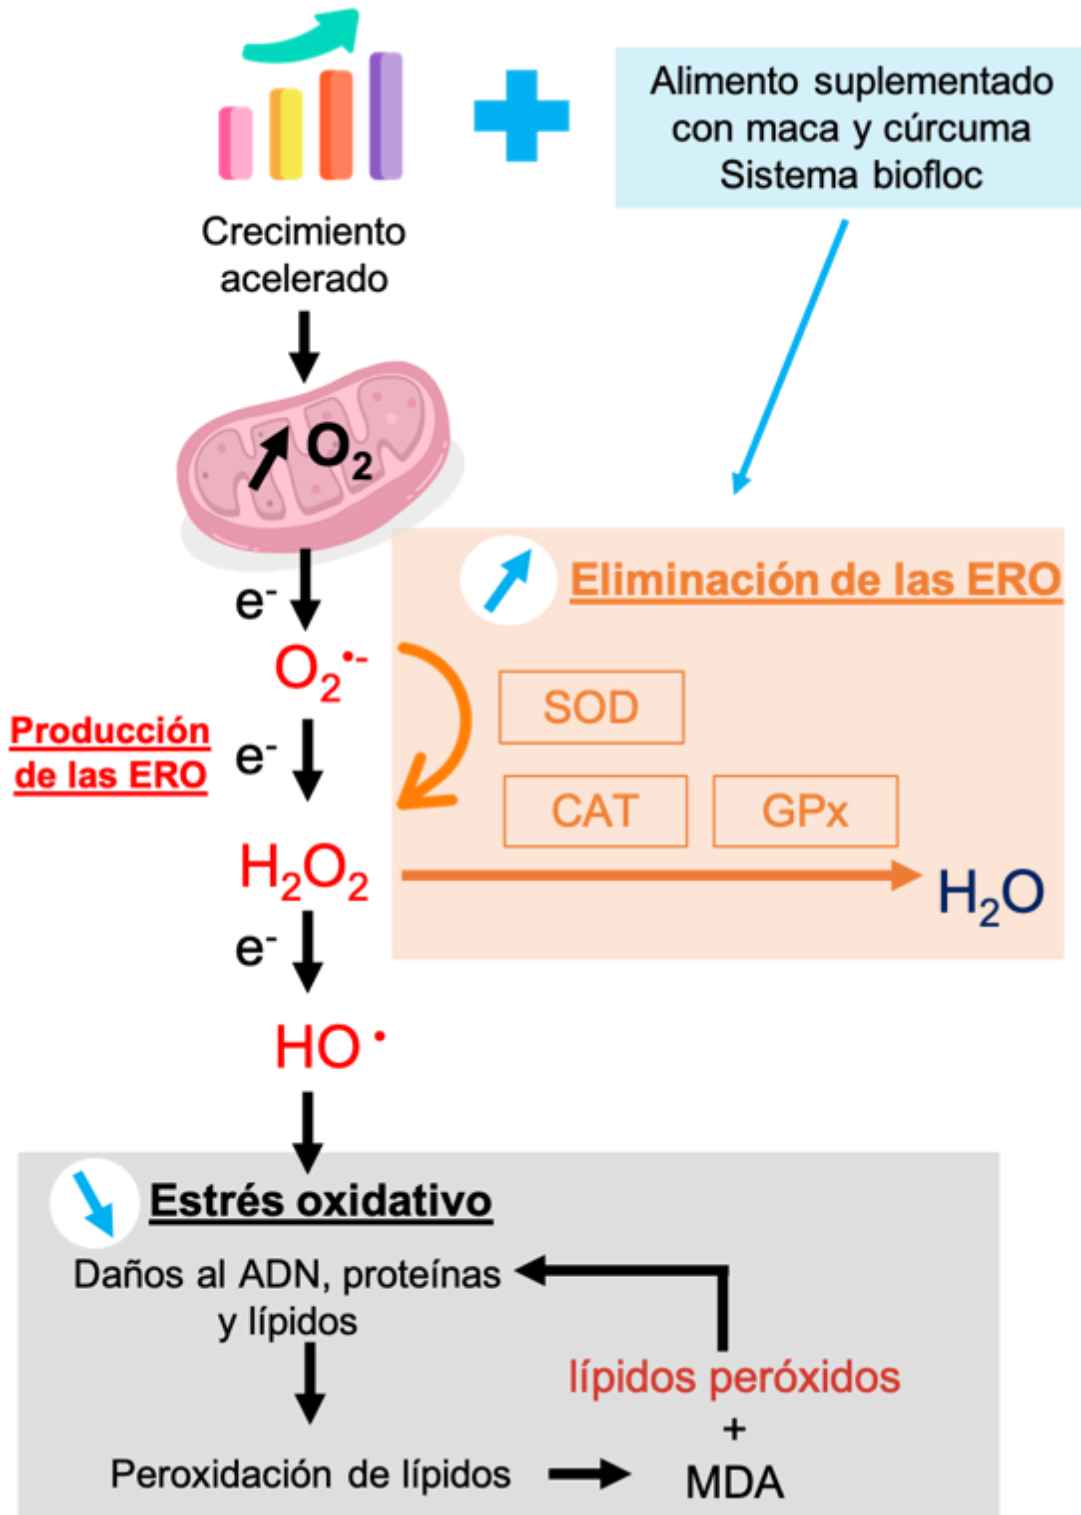 Alimento suplementado
con maca y cúrcuma
Sistema biofloc
Crecimiento
acelerado
O₂
e⁻
Eliminación de las ERO
O₂•⁻
SOD
Producción
de las ERO
e⁻
CAT
GPx
H₂O₂
H₂O
e⁻
HO•
Estrés oxidativo
Daños al ADN, proteínas
y lípidos
lípidos peróxidos
+
Peroxidación de lípidos
MDA